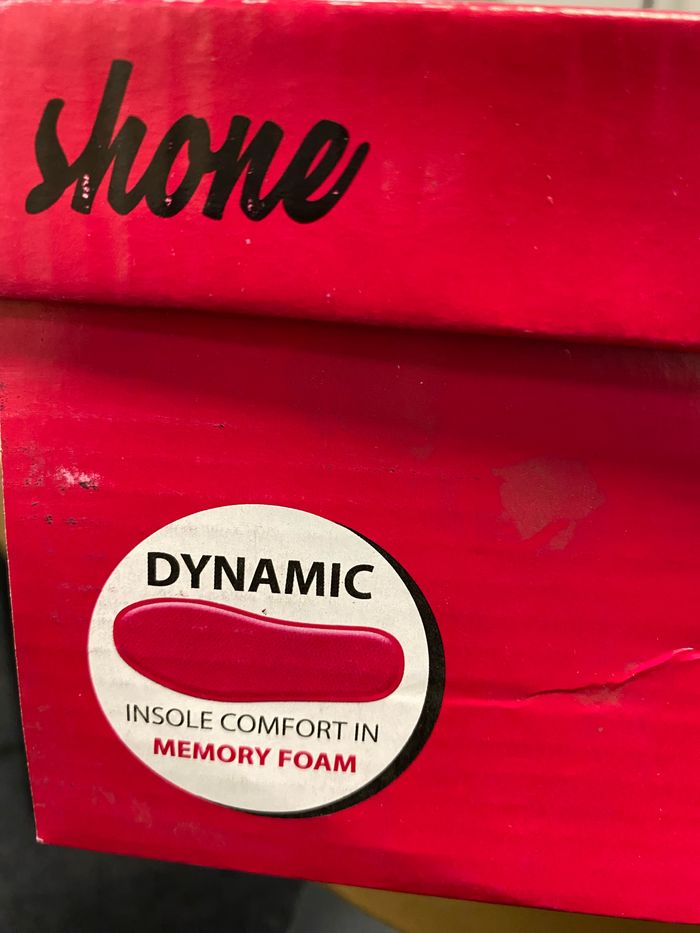 shone
DYNAMIC
INSOLE COMFORT IN
MEMORY FOAM